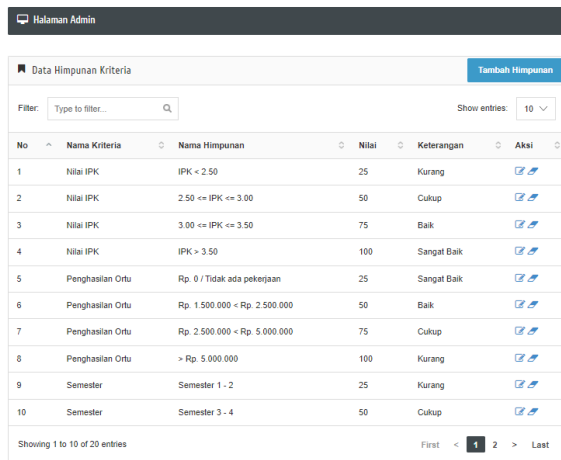 Halaman Admin
Data Himpunan Kriteria
Tambah Himpunan
Filter: Type to filter... Show entries: 10
No Nama Kriteria Nama Himpunan Nilai Keterangan Aksi
1 Nilai IPK IPK < 2.50 25 Kurang
2 Nilai IPK 2.50 <= IPK <= 3.00 50 Cukup
3 Nilai IPK 3.00 <= IPK <= 3.50 75 Baik
4 Nilai IPK IPK > 3.50 100 Sangat Baik
5 Penghasilan Ortu Rp. 0 / Tidak ada pekerjaan 25 Sangat Baik
6 Penghasilan Ortu Rp. 1.500.000 < Rp. 2.500.000 50 Baik
7 Penghasilan Ortu Rp. 2.500.000 < Rp. 5.000.000 75 Cukup
8 Penghasilan Ortu > Rp. 5.000.000 100 Kurang
9 Semester Semester 1 - 2 25 Kurang
10 Semester Semester 3 - 4 50 Cukup
Showing 1 to 10 of 20 entries First < 1 2 > Last